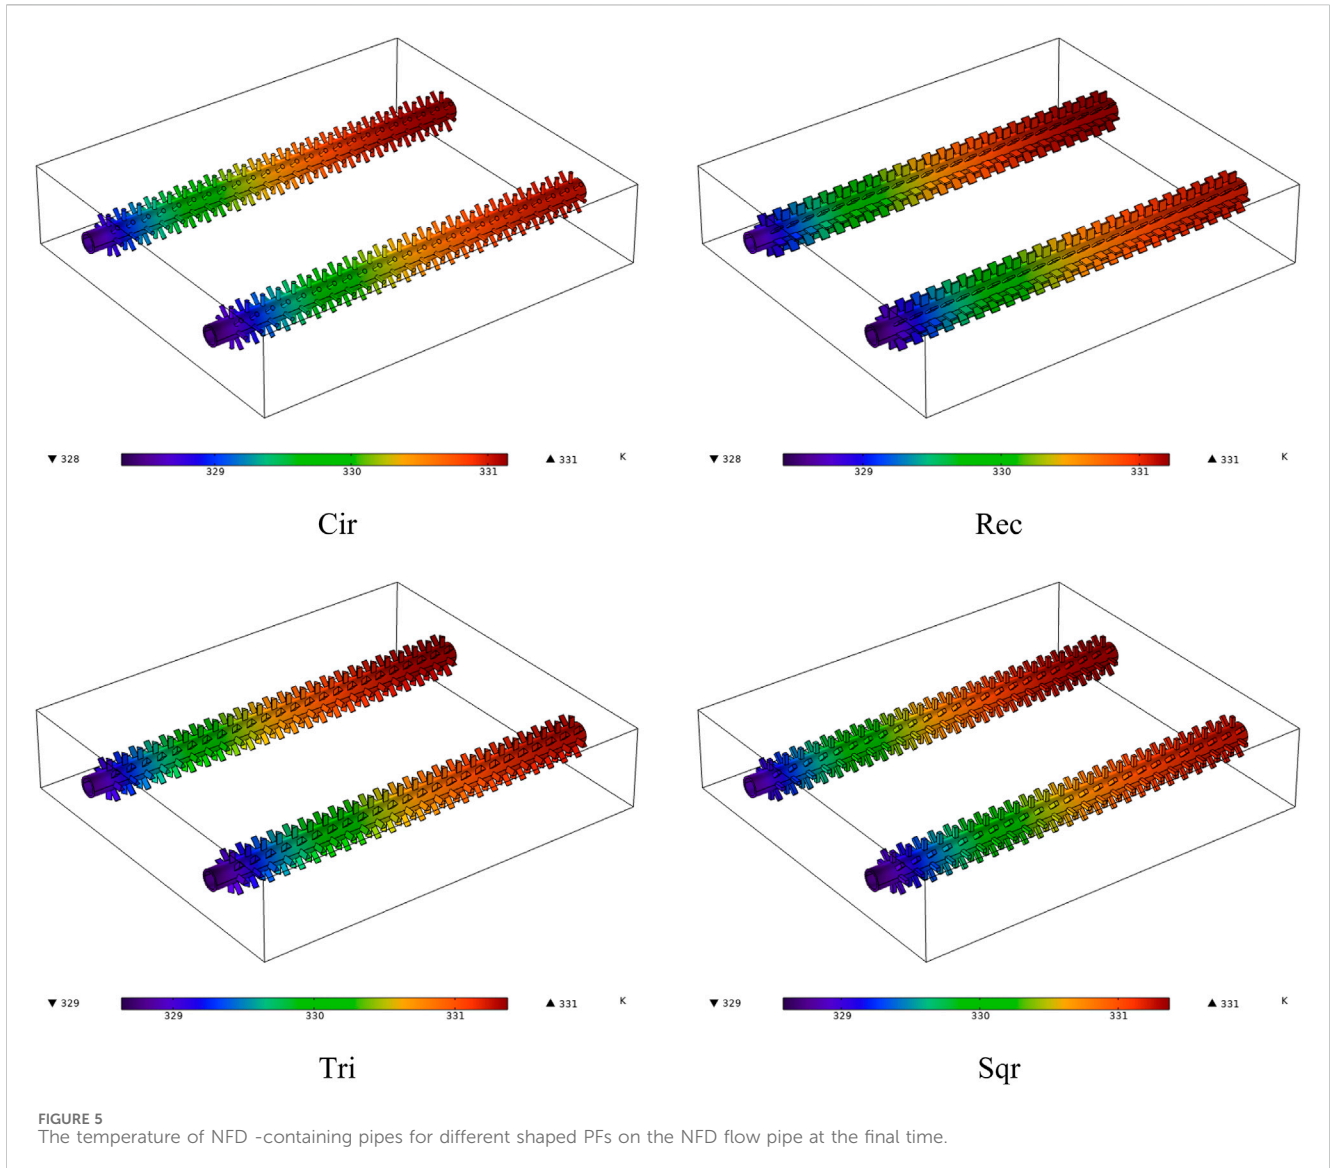 ▼ 328 ▲ 331 K
329 330 331
Cir
▼ 328 ▲ 331 K
329 330 331
Rec
▼ 329 ▲ 331 K
329 330 331
Tri
▼ 329 ▲ 331 K
329 330 331
Sqr
FIGURE 5
The temperature of NFD -containing pipes for different shaped PFs on the NFD flow pipe at the final time.